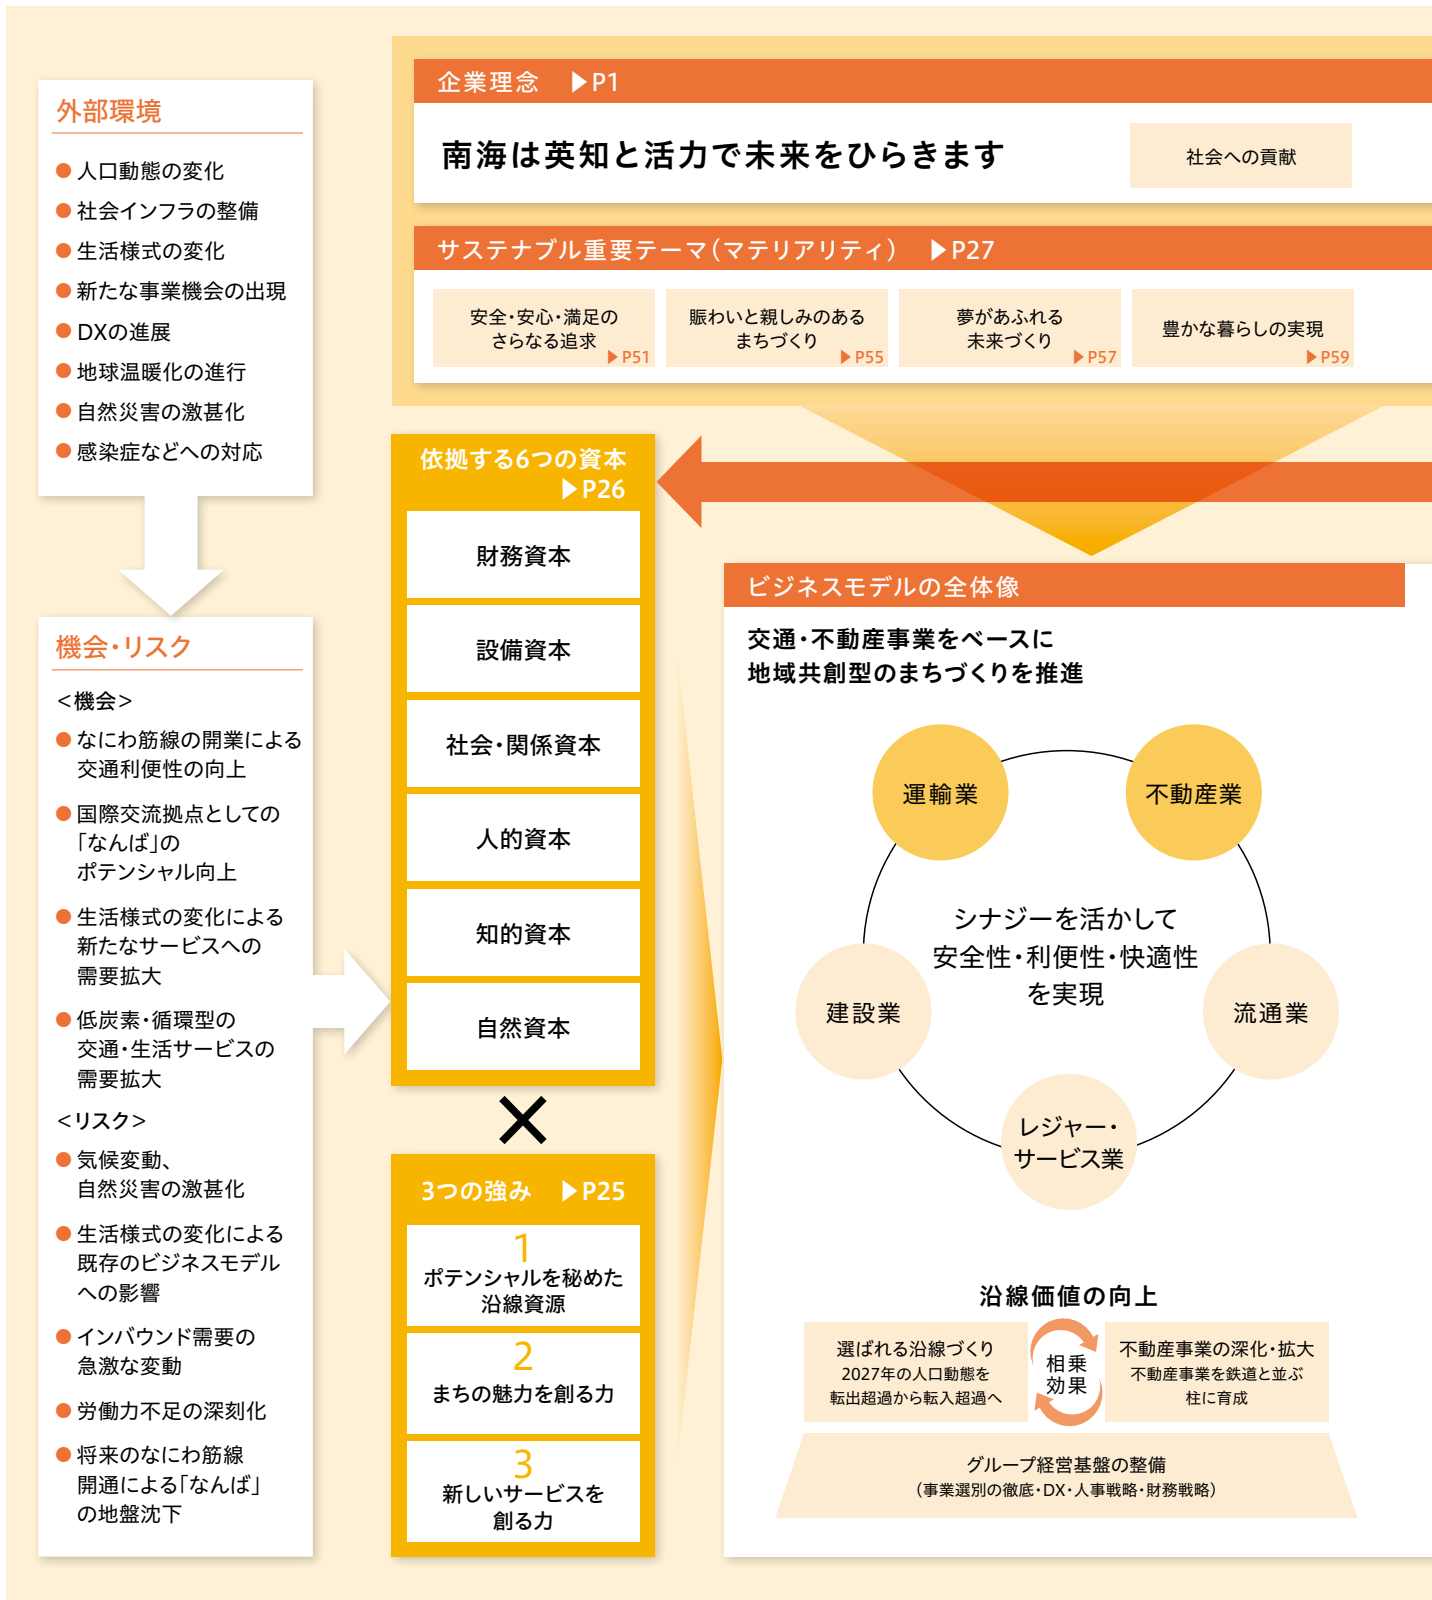 外部環境
●人口動態の変化
●社会インフラの整備
●生活様式の変化
●新たな事業機会の出現
●DXの進展
●地球温暖化の進行
●自然災害の激甚化
●感染症などへの対応
機会・リスク
<機会>
●なにわ筋線の開業による
交通利便性の向上
●国際交流拠点としての
「なんば」の
ポテンシャル向上
●生活様式の変化による
新たなサービスへの
需要拡大
●低炭素・循環型の
交通・生活サービスの
需要拡大
<リスク>
●気候変動、
自然災害の激甚化
●生活様式の変化による
既存のビジネスモデル
への影響
●インバウンド需要の
急激な変動
●労働力不足の深刻化
●将来のなにわ筋線
開通による「なんば」
の地盤沈下
企業理念 ▶P1
南海は英知と活力で未来をひらきます
社会への貢献
サステナブル重要テーマ(マテリアリティ) ▶P27
安全・安心・満足の
さらなる追求
▶P51
賑わいと親しみのある
まちづくり
▶P55
夢があふれる
未来づくり
▶P57
豊かな暮らしの実現
▶P59
依拠する6つの資本
▶P26
財務資本
設備資本
社会・関係資本
人的資本
知的資本
自然資本
×
3つの強み ▶P25
1
ポテンシャルを秘めた
沿線資源
2
まちの魅力を創る力
3
新しいサービスを
創る力
ビジネスモデルの全体像
交通・不動産事業をベースに
地域共創型のまちづくりを推進
運輸業
不動産業
シナジーを活かして
安全性・利便性・快適性
を実現
建設業
流通業
レジャー・
サービス業
沿線価値の向上
選ばれる沿線づくり
2027年の人口動態を
転出超過から転入超過へ
相乗
効果
不動産事業の深化・拡大
不動産事業を鉄道と並ぶ
柱に育成
グループ経営基盤の整備
(事業選別の徹底・DX・人事戦略・財務戦略)